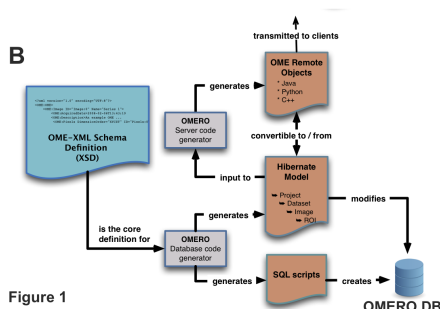 transmitted to clients
B
OME Remote
Objects
* Java
* Python
* C++
generates
OME-XML Schema
Definition
(XSD)
OMERO
Server code
generator
convertible to / from
input to
Hibernate
Model
Project
Dataset
Image
ROI
modifies
is the core
definition for
generates
OMERO
Database code
generator
generates
SQL scripts
creates
Figure 1
OMERO DB